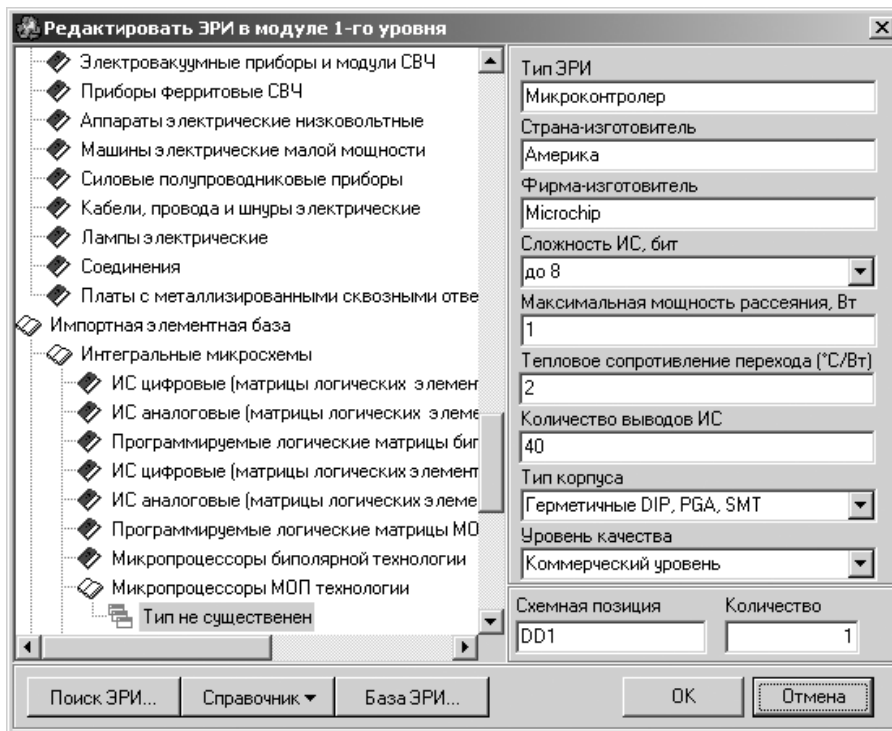 Редактировать ЭРИ в модуле 1-го уровня
Электровакуумные приборы и модули СВЧ
Приборы ферритовые СВЧ
Аппараты электрические низковольтные
Машины электрические малой мощности
Силовые полупроводниковые приборы
Кабели, провода и шнуры электрические
Лампы электрические
Соединения
Платы с металлизированными сквозными отве
Импортная элементная база
Интегральные микросхемы
ИС цифровые (матрицы логических элемен
ИС аналоговые (матрицы логических элеме
Программируемые логические матрицы биг
ИС цифровые (матрицы логических элемент
ИС аналоговые (матрицы логических элеме
Программируемые логические матрицы МО
Микропроцессоры биполярной технологии
Микропроцессоры МОП технологии
Тип не существенен
Тип ЭРИ
Микроконтролер
Страна-изготовитель
Америка
Фирма-изготовитель
Microchip
Сложность ИС, бит
до 8
Максимальная мощность рассеяния, Вт
1
Тепловое сопротивление перехода (°С/Вт)
2
Количество выводов ИС
40
Тип корпуса
Герметичные DIP, PGA, SMT
Уровень качества
Коммерческий уровень
Схемная позиция Количество
DD1 1
Поиск ЭРИ... Справочник База ЭРИ... OK Отмена